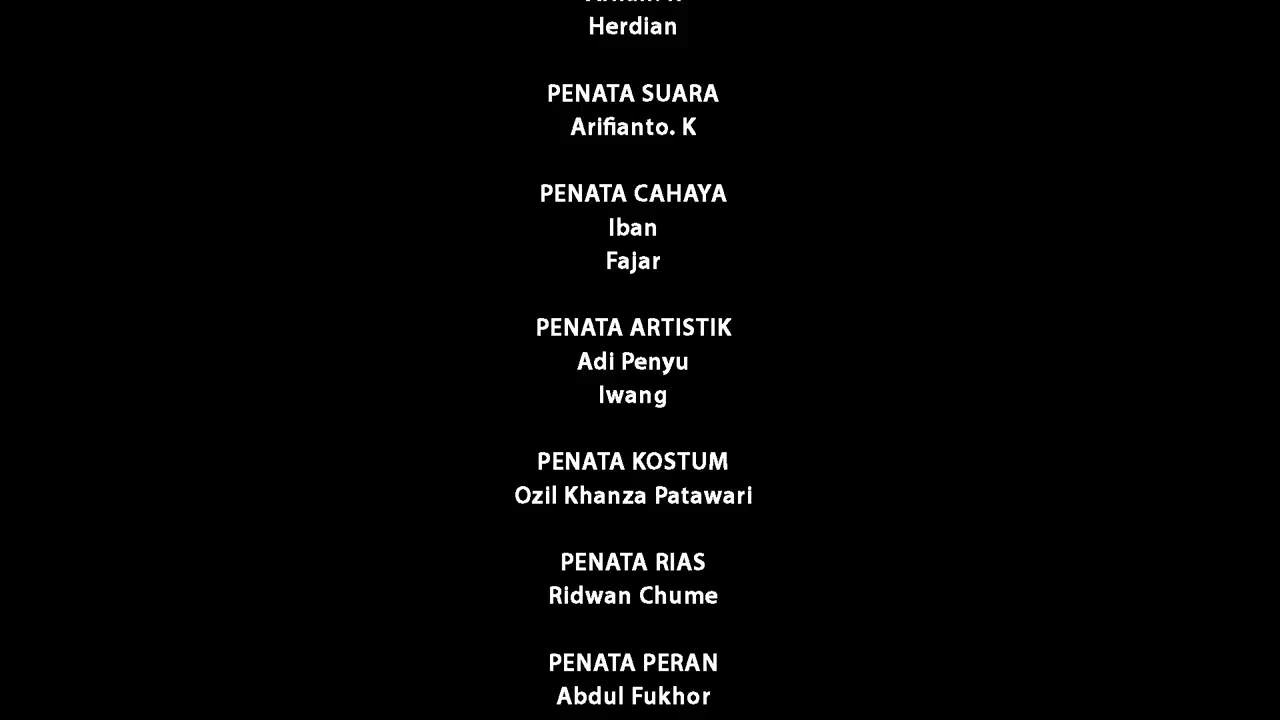 Herdian
PENATA SUARA
Arifianto. K
PENATA CAHAYA
Iban
Fajar
PENATA ARTISTIK
Adi Penyu
Iwang
PENATA KOSTUM
Ozil Khanza Patawari
PENATA RIAS
Ridwan Chume
PENATA PERAN
Abdul Fukhor